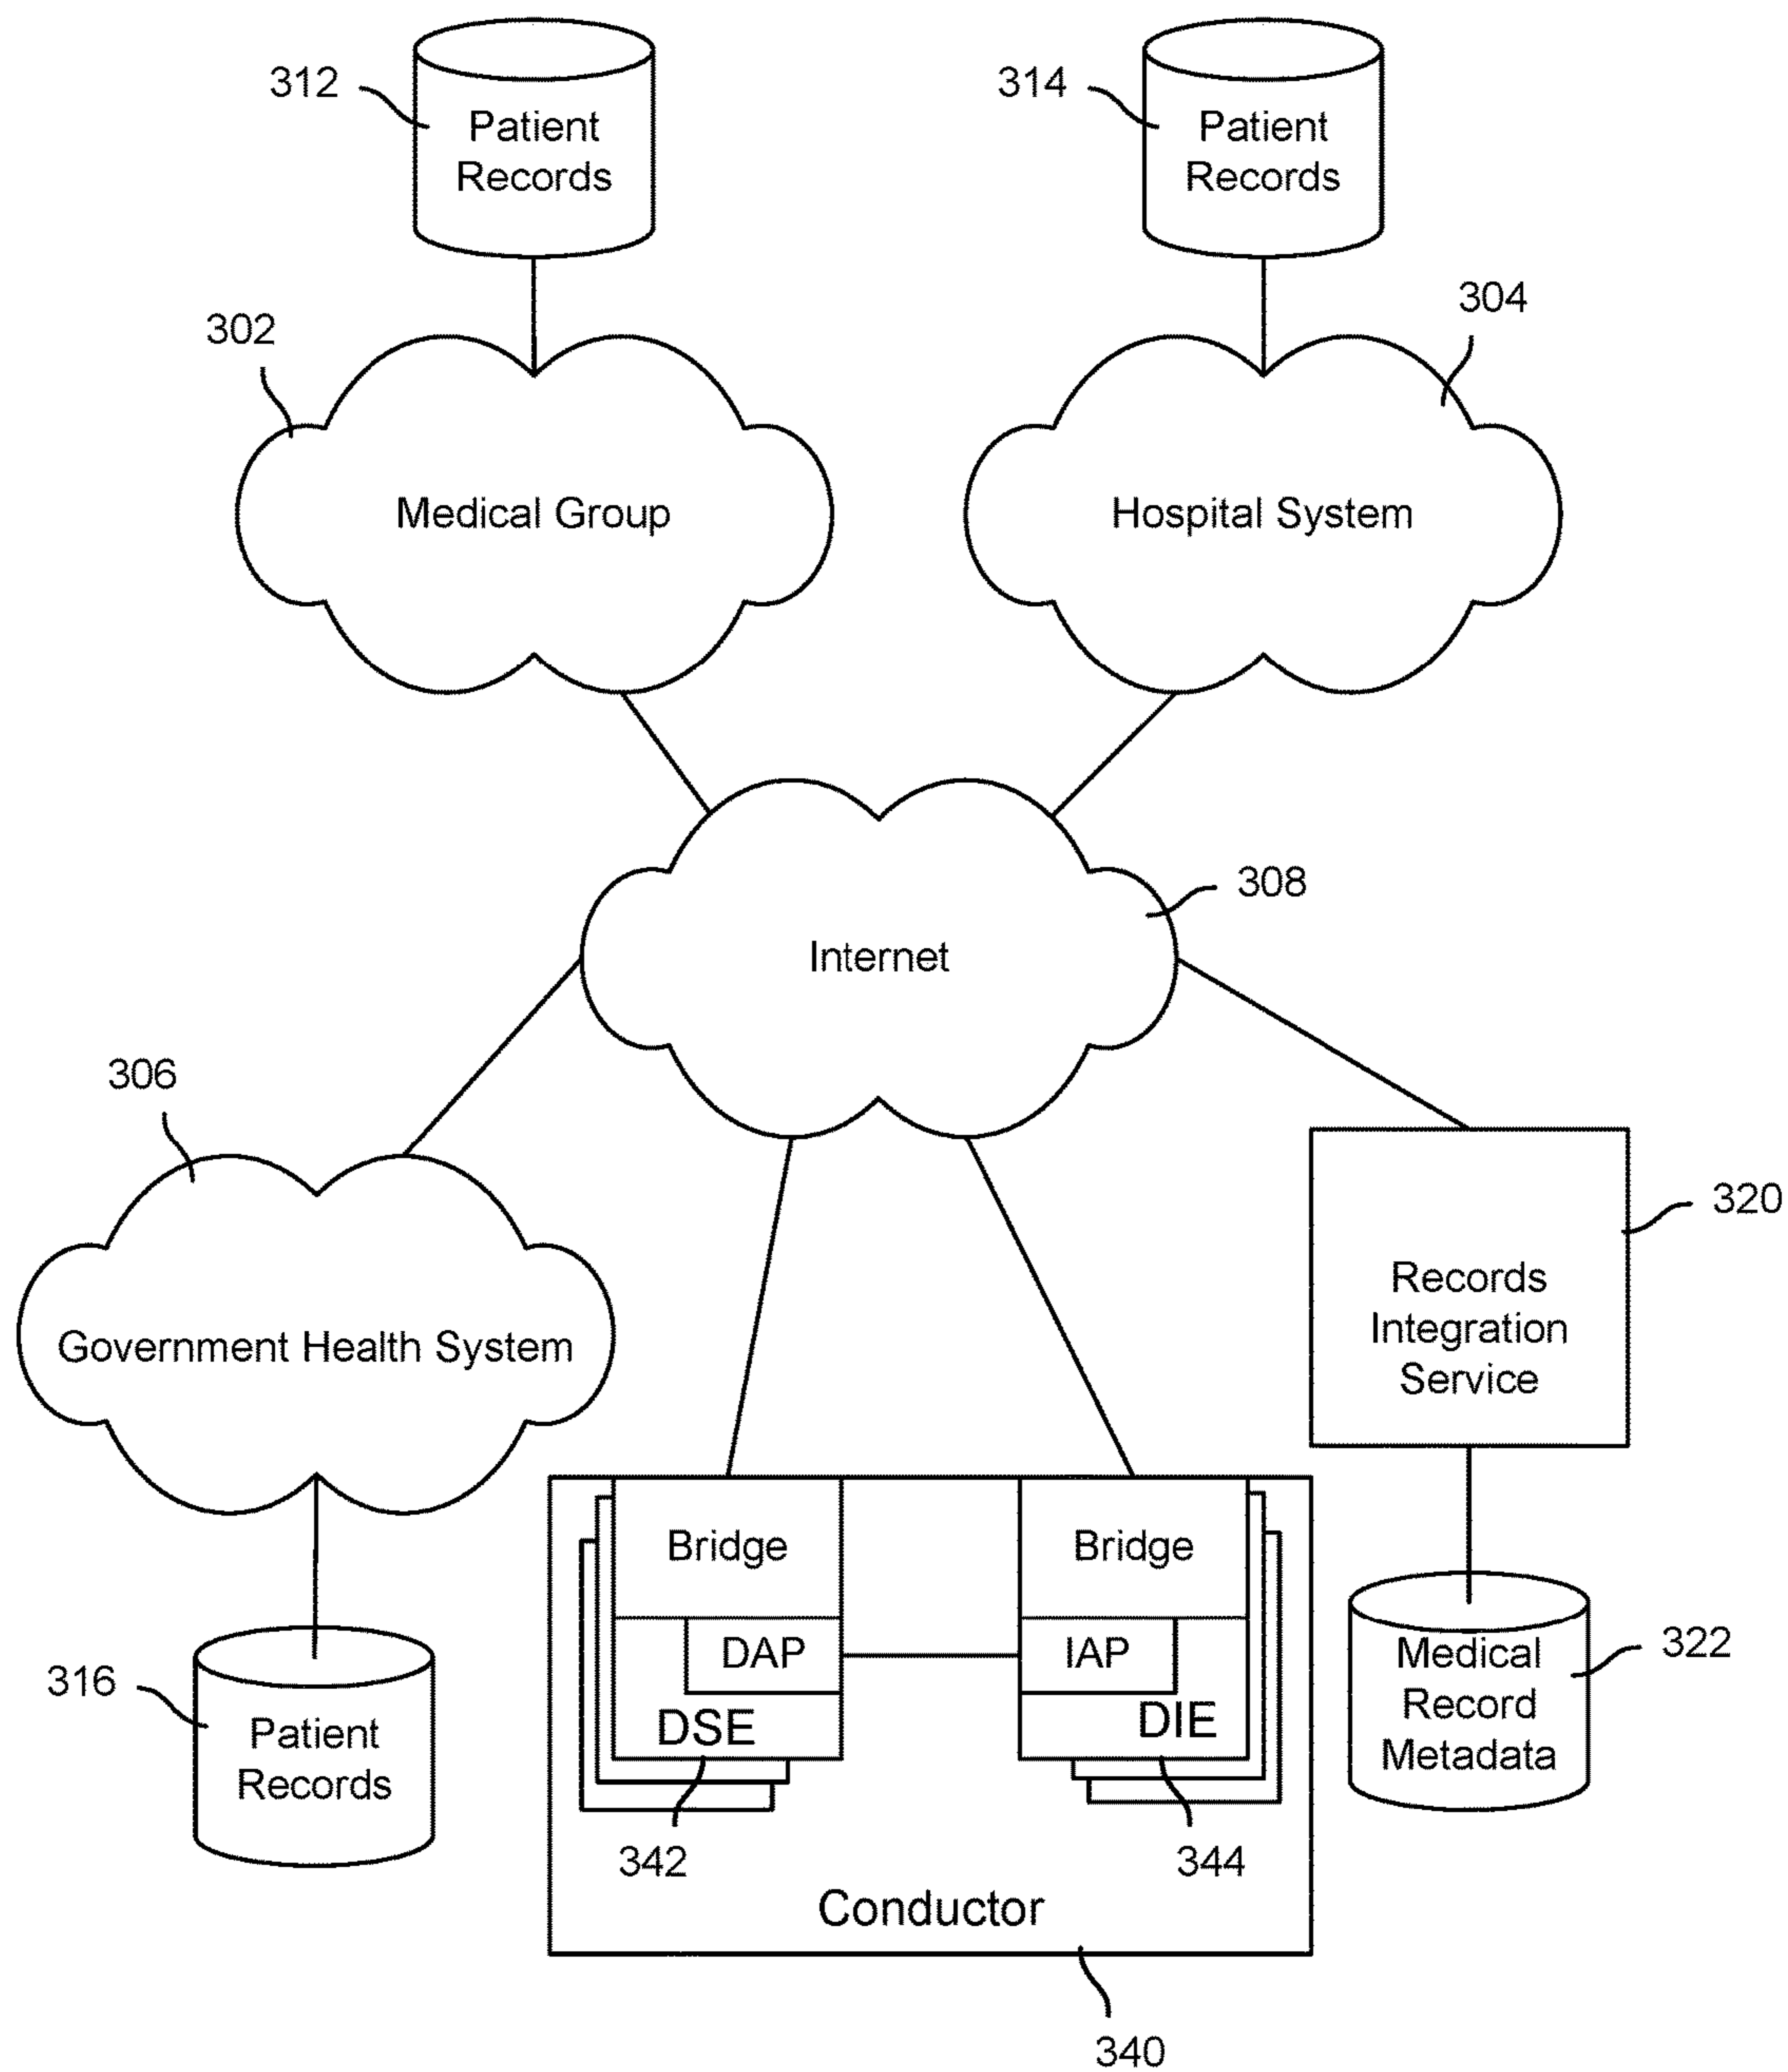 312
Patient
Records
314
Patient
Records
302
304
Medical Group
Hospital System
308
Internet
306
Government Health System
320
Records
Integration
Service
Bridge
Bridge
DAP
IAP
DSE
DIE
342
344
Conductor
340
316
Patient
Records
322
Medical
Record
Metadata